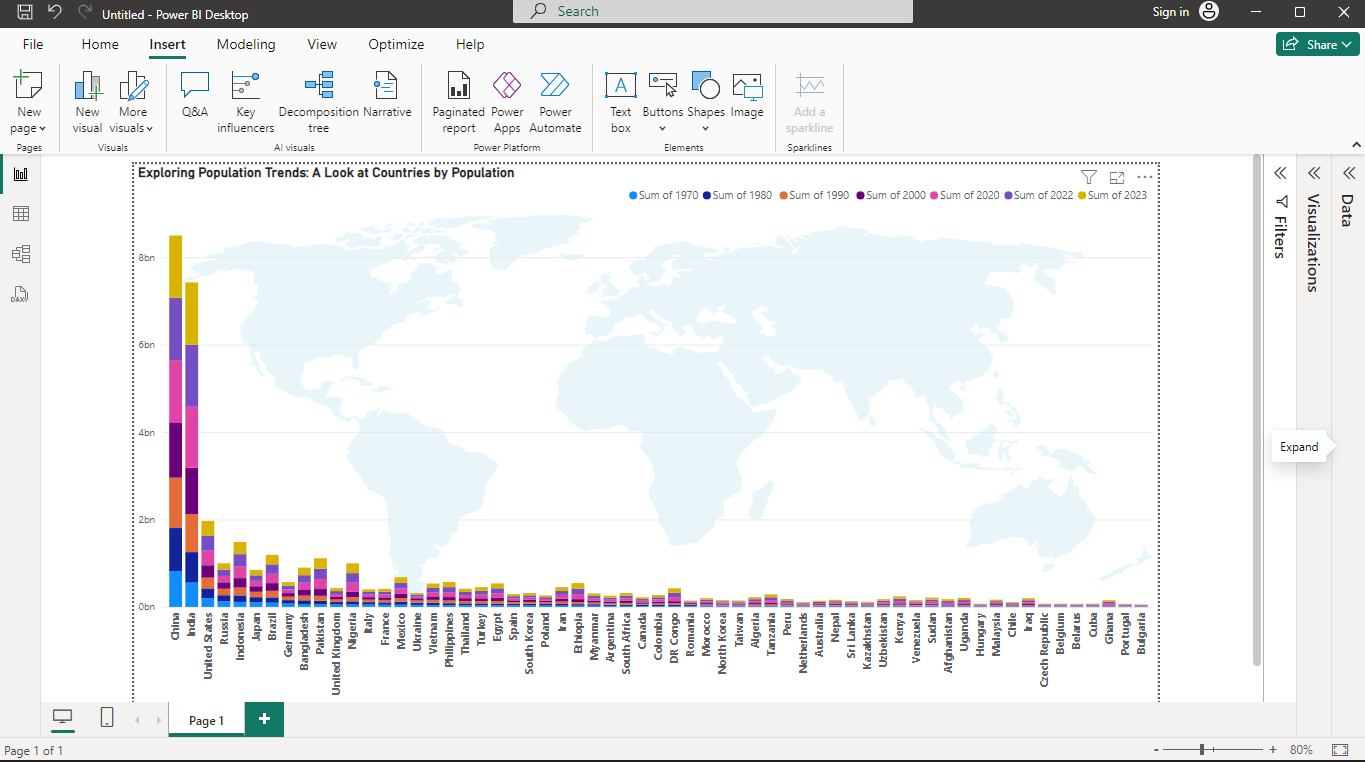 Untitled - Power BI Desktop
Search
Sign in
File
Home
Insert
Modeling
View
Optimize
Help
Share
New page
New visual
More visuals
Q&A
Key influencers
Decomposition tree
Narrative
Paginated report
Power Apps
Power Automate
Text box
Buttons
Shapes
Image
Add a sparkline
Pages
Visuals
AI visuals
Power Platform
Elements
Sparklines
DAX
Exploring Population Trends: A Look at Countries by Population
Sum of 1970
Sum of 1980
Sum of 1990
Sum of 2000
Sum of 2020
Sum of 2022
Sum of 2023
8bn
6bn
4bn
2bn
0bn
China
India
United States
Russia
Indonesia
Japan
Brazil
Germany
Bangladesh
Pakistan
United Kingdom
Nigeria
Italy
France
Mexico
Ukraine
Vietnam
Philippines
Thailand
Turkey
Egypt
Spain
South Korea
Poland
Iran
Ethiopia
Myanmar
Argentina
South Africa
Canada
Colombia
DR Congo
Romania
Morocco
North Korea
Taiwan
Algeria
Tanzania
Peru
Netherlands
Australia
Nepal
Sri Lanka
Kazakhstan
Uzbekistan
Kenya
Venezuela
Sudan
Afghanistan
Uganda
Hungary
Malaysia
Chile
Iraq
Czech Republic
Belgium
Belarus
Cuba
Ghana
Portugal
Bulgaria
Filters
Visualizations
Data
Expand
Page 1
Page 1 of 1
- + 80%